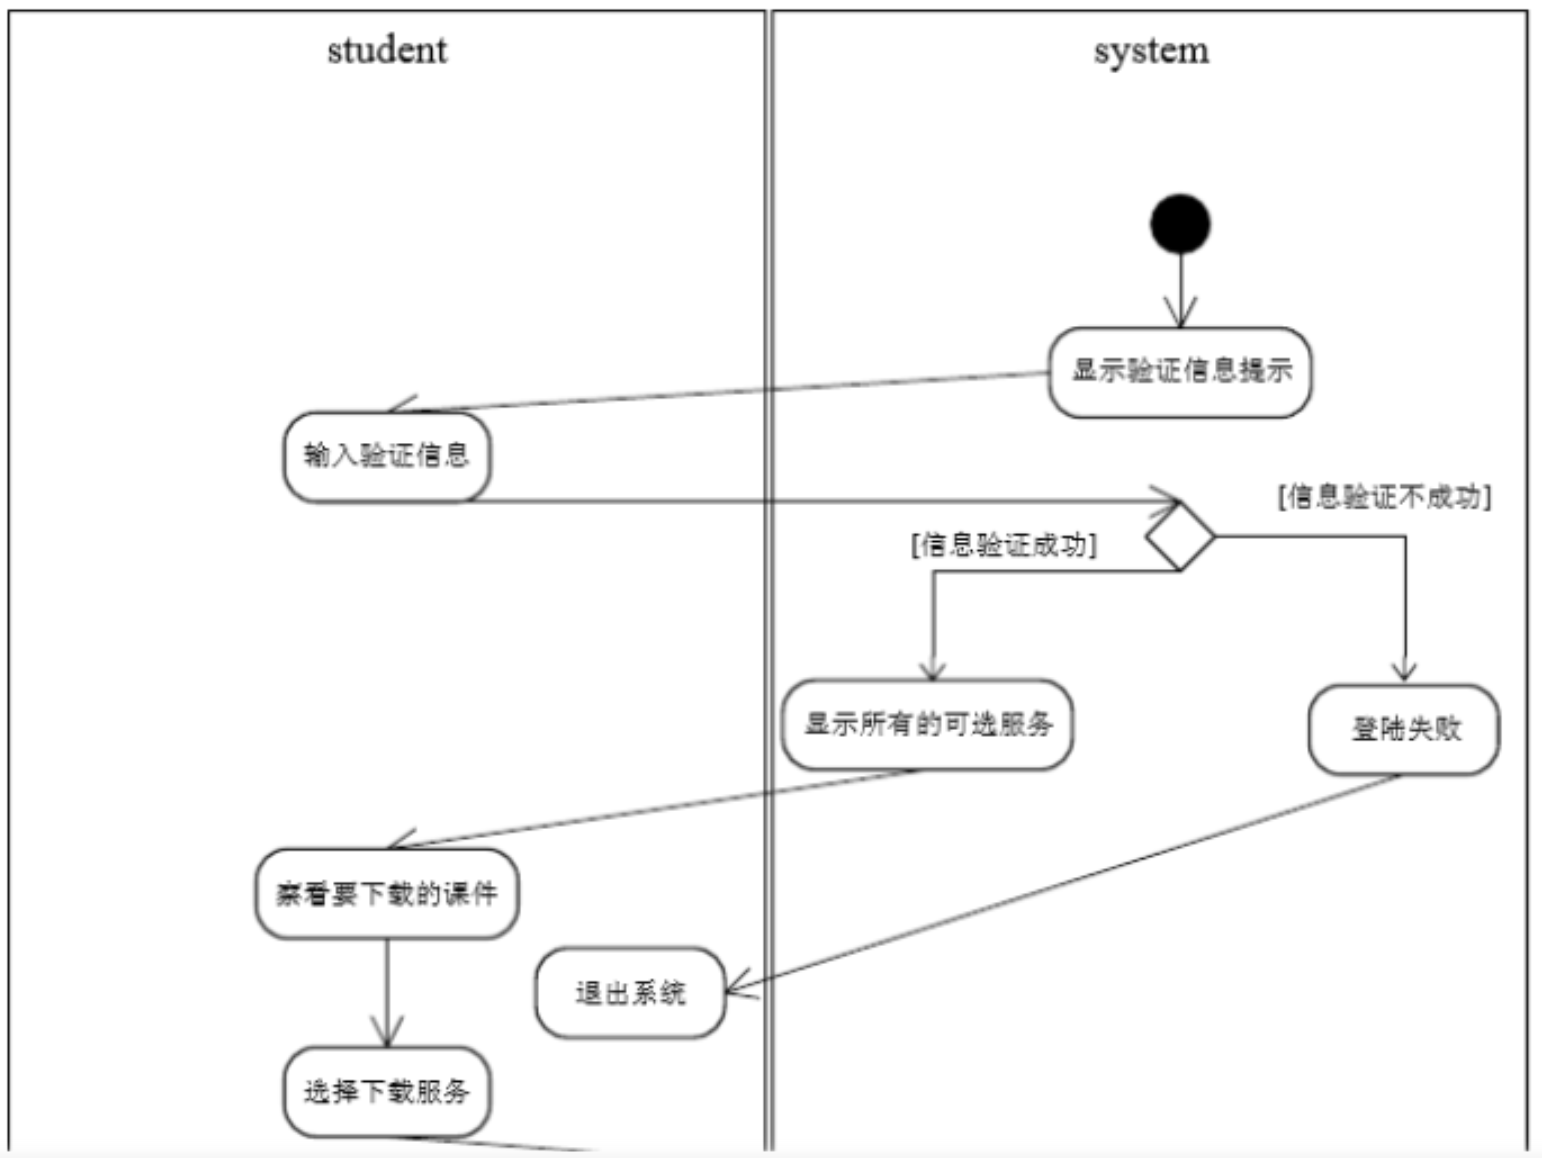 student
system
显示验证信息提示
输入验证信息
[信息验证不成功]
[信息验证成功]
显示所有的可选服务
登陆失败
察看要下载的课件
退出系统
选择下载服务